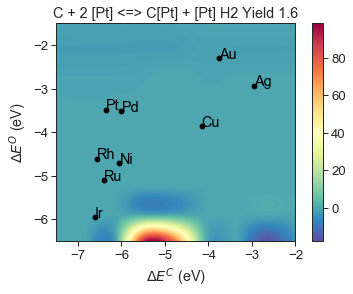 C + 2 [Pt] <=> C[Pt] + [Pt] H2 Yield 1.6
−2
−3
−4
−5
−6
ΔE^O (eV)
Au
Ag
Pt
Pd
Cu
Rh
Ni
Ru
Ir
−7
−6
−5
−4
−3
−2
ΔE^C (eV)
80
60
40
20
0